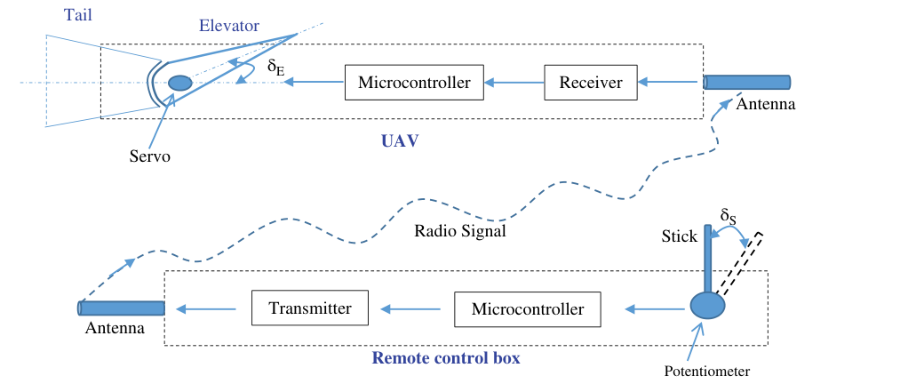 Tail
Elevator
δE
Microcontroller
Receiver
Antenna
UAV
Servo
Radio Signal
Stick
δS
Transmitter
Microcontroller
Antenna
Remote control box
Potentiometer